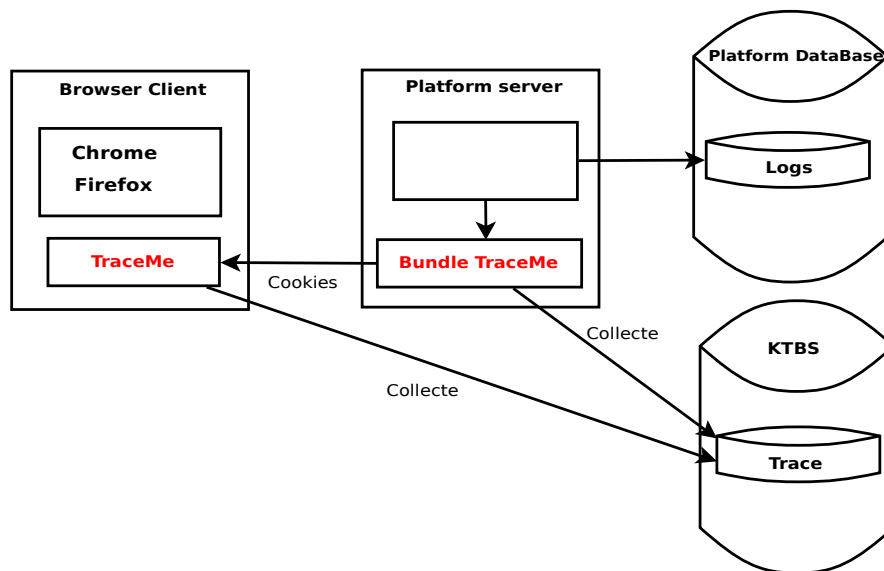 Browser Client
Chrome
Firefox
TraceMe
Platform server
Bundle TraceMe
Cookies
Collecte
Collecte
Platform DataBase
Logs
KTBS
Trace